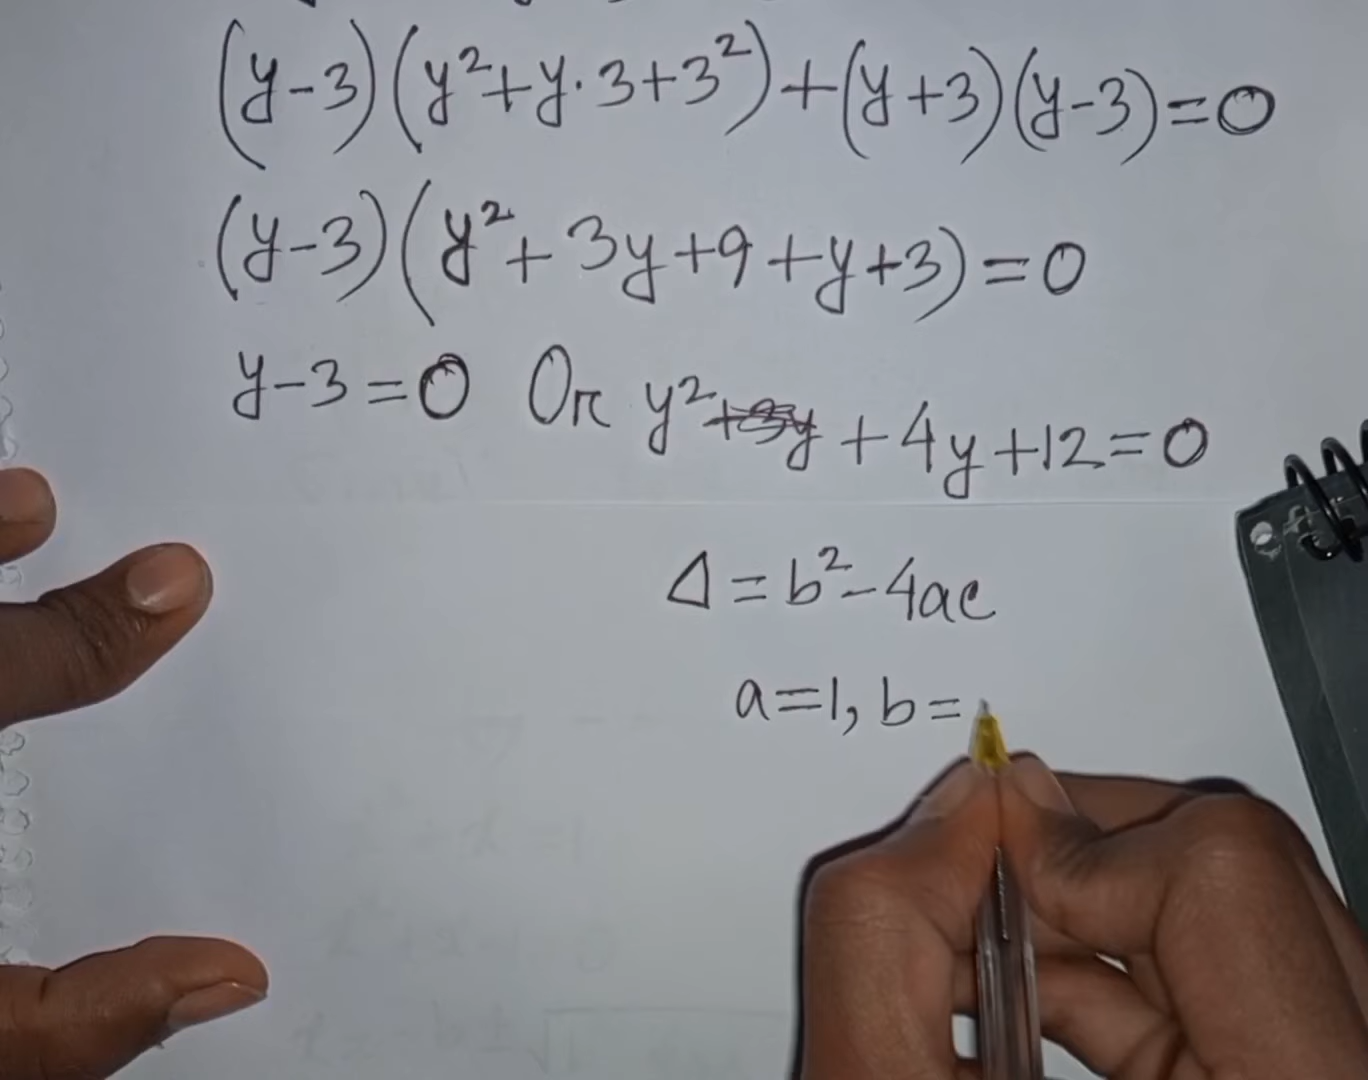 (y-3)(y²+y·3+3²)+(y+3)(y-3)=0
(y-3)(y²+3y+9+y+3)=0
y-3=0 Or y²+4y+12=0
Δ=b²-4ac
a=1, b=